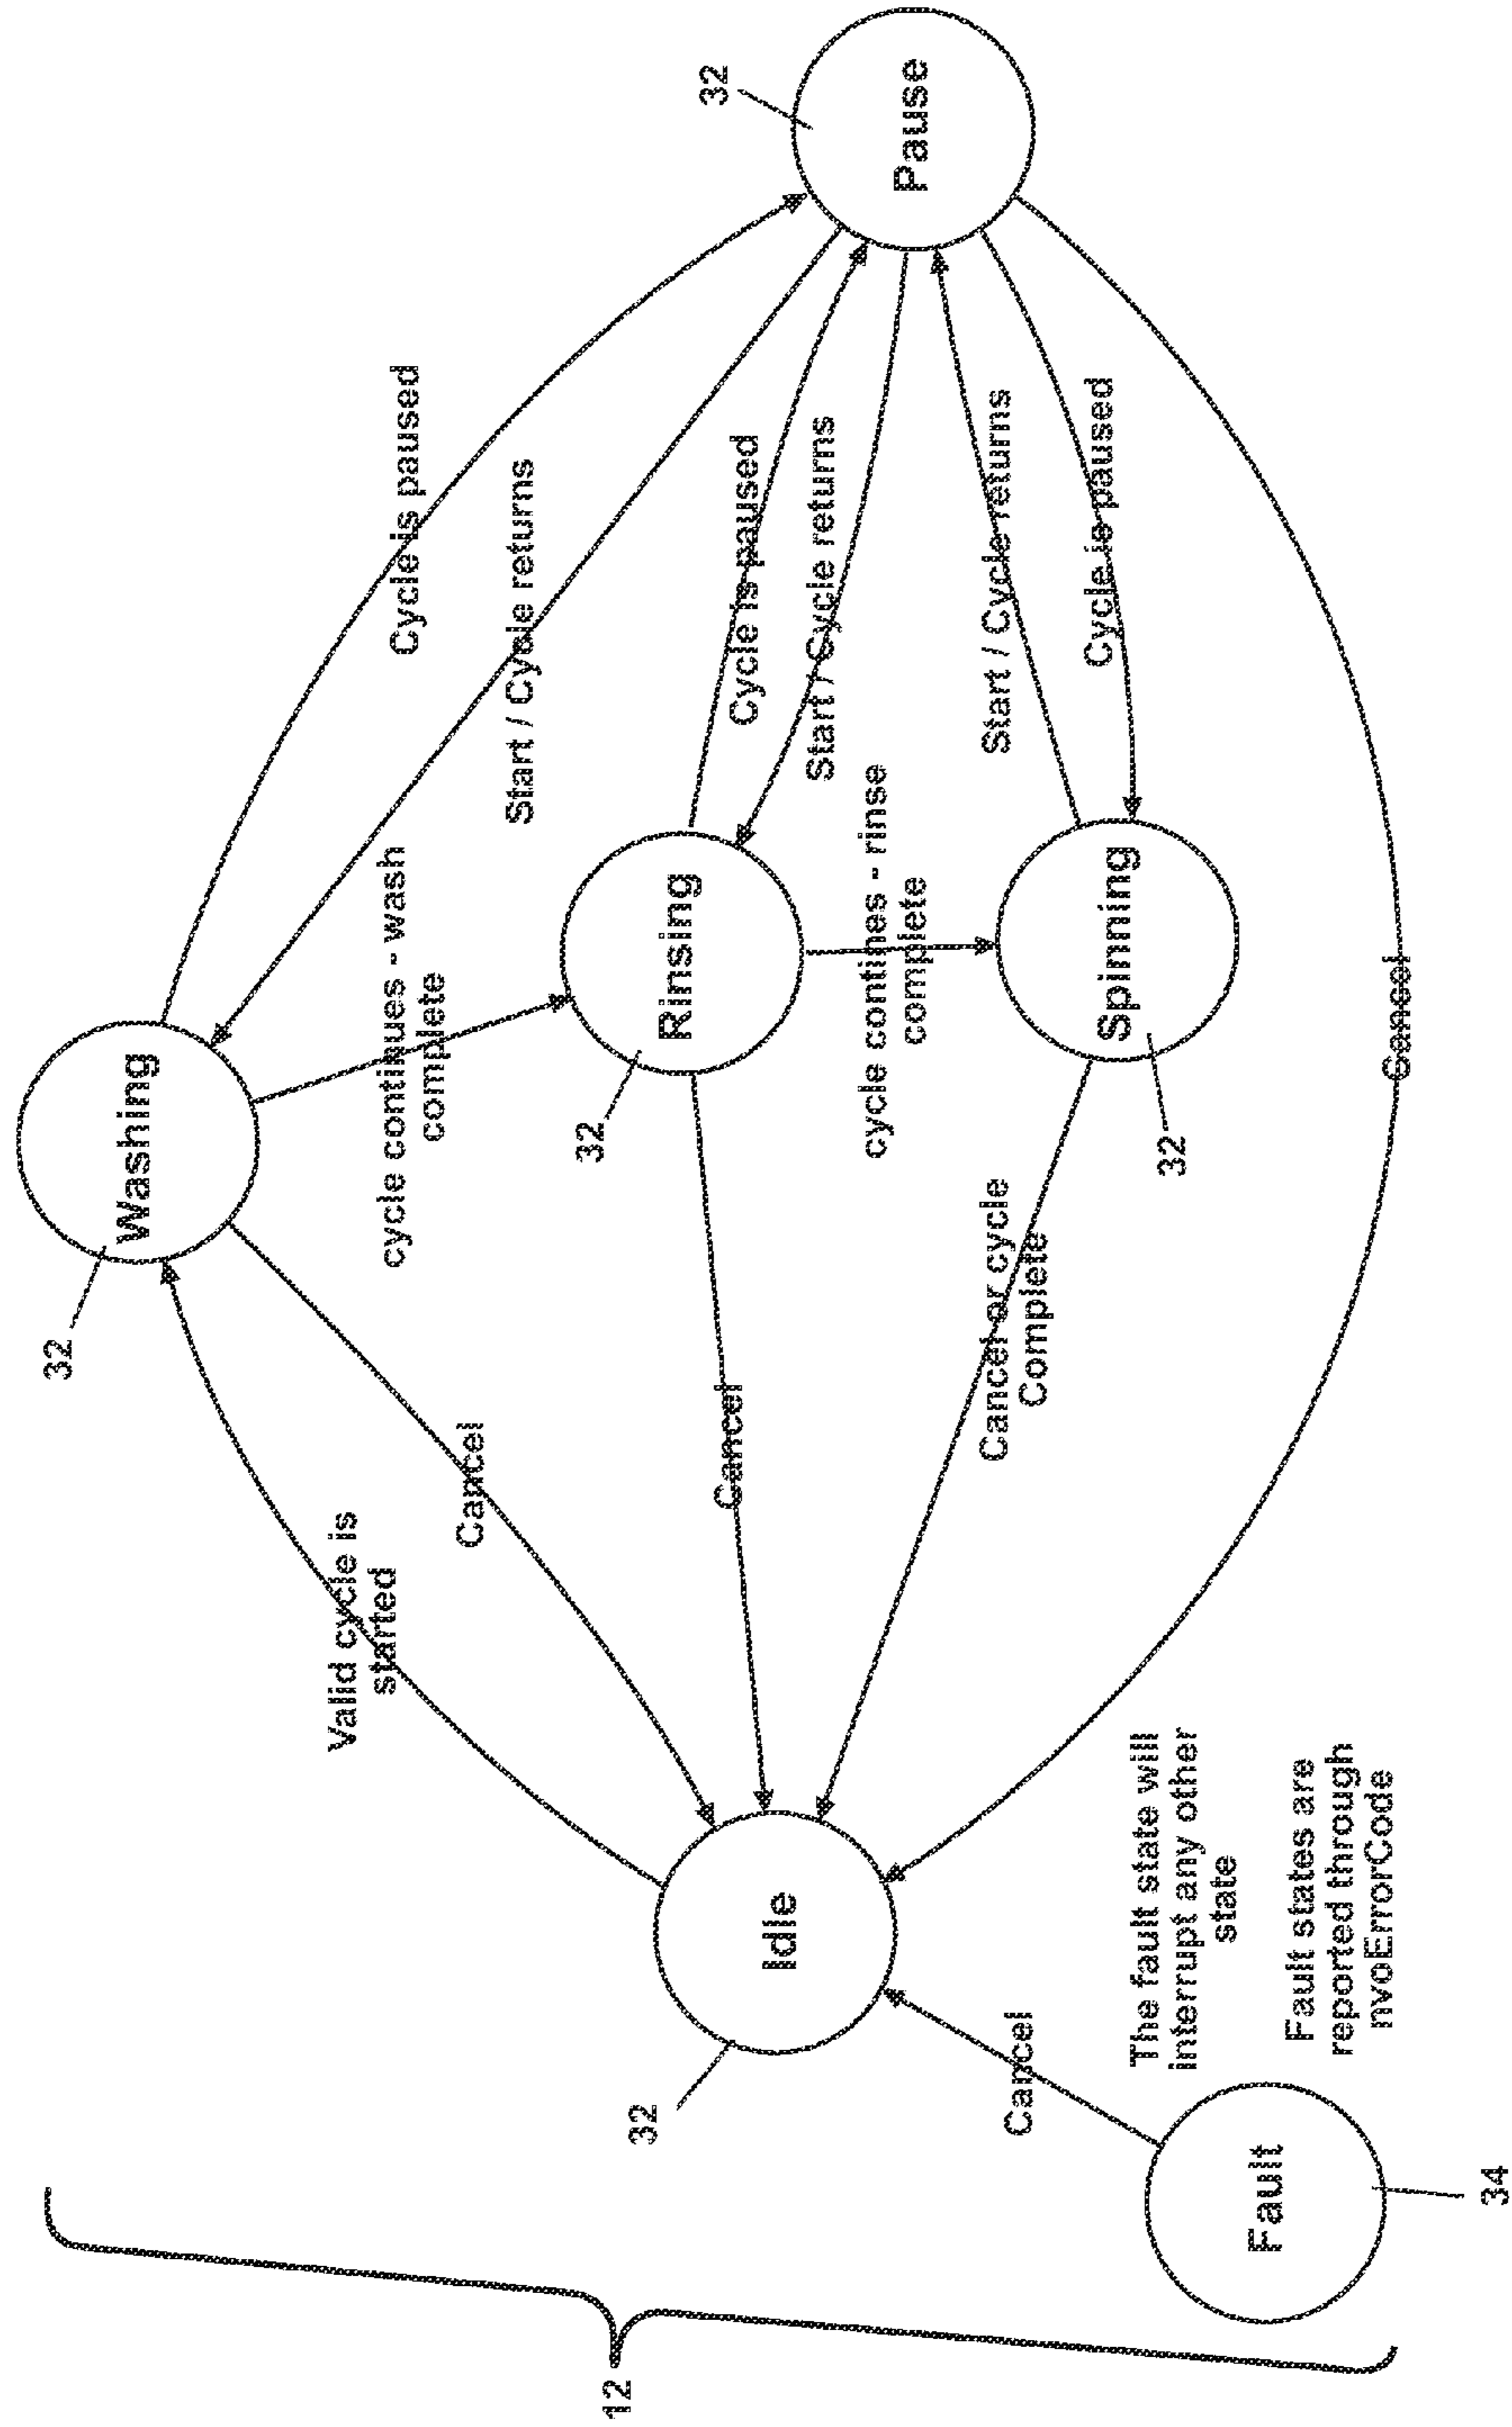 12
32
Washing
32
Pause
Cycle is paused
Start / Cycle returns
cycle continues - wash
complete
Valid cycle is
started
Cancel
32
Rinsing
Cycle is paused
Start / Cycle returns
cycle contines - rinse
complete
Cancel
32
Idle
Start / Cycle returns
Cycle is paused
Spinning
32
Cancel or cycle
Complete
Cancel
Cancel
The fault state will
interrupt any other
state
Fault states are
reported through
nvoErrorCode
Fault
34